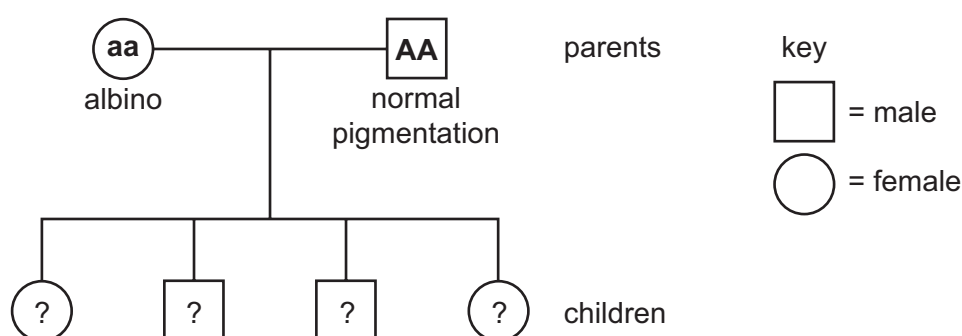 aa AA parents key
albino normal
pigmentation
= male
= female
? ? ? ? children